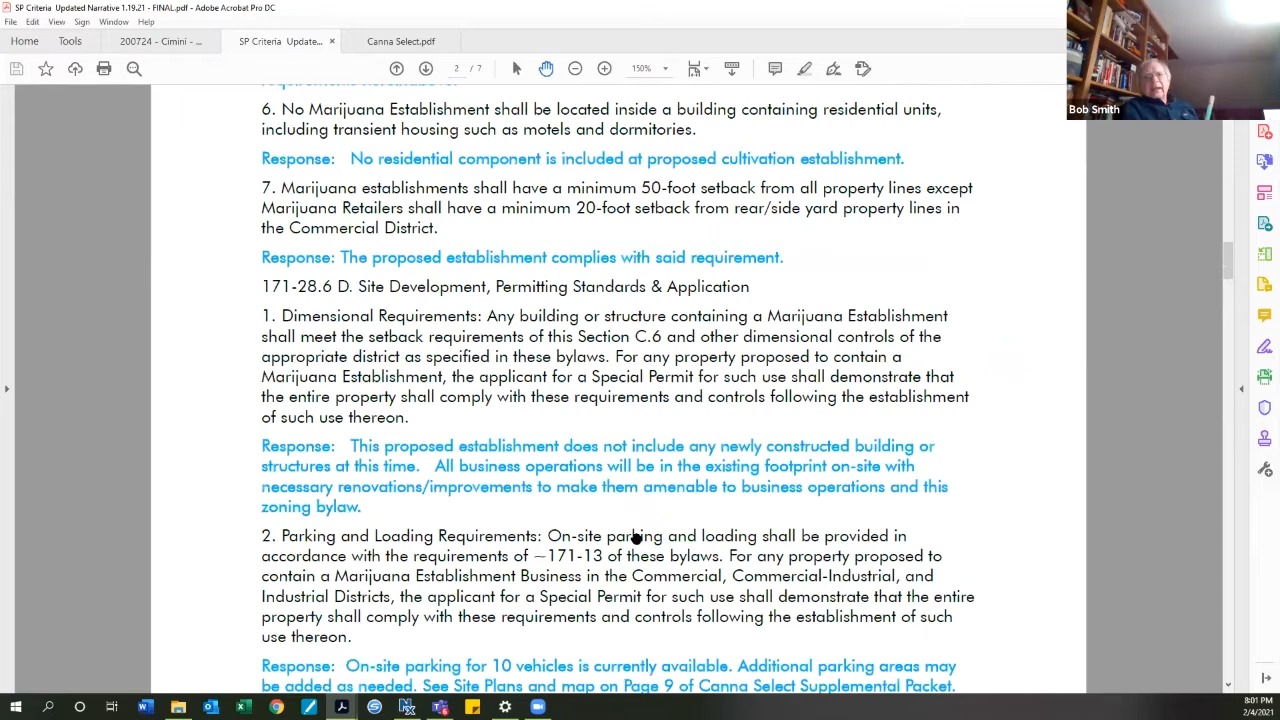 SP Criteria Updated Narrative 1.19.21 - FINAL.pdf - Adobe Acrobat Pro DC
File Edit View Sign Window Help
Home Tools 200724 - Cimini - ... SP Criteria Update... × Canna Select.pdf
2 / 7 150%
Bob Smith
6. No Marijuana Establishment shall be located inside a building containing residential units,
including transient housing such as motels and dormitories.
Response: No residential component is included at proposed cultivation establishment.
7. Marijuana establishments shall have a minimum 50-foot setback from all property lines except
Marijuana Retailers shall have a minimum 20-foot setback from rear/side yard property lines in
the Commercial District.
Response: The proposed establishment complies with said requirement.
171-28.6 D. Site Development, Permitting Standards & Application
1. Dimensional Requirements: Any building or structure containing a Marijuana Establishment
shall meet the setback requirements of this Section C.6 and other dimensional controls of the
appropriate district as specified in these bylaws. For any property proposed to contain a
Marijuana Establishment, the applicant for a Special Permit for such use shall demonstrate that
the entire property shall comply with these requirements and controls following the establishment
of such use thereon.
Response: This proposed establishment does not include any newly constructed building or
structures at this time. All business operations will be in the existing footprint on-site with
necessary renovations/improvements to make them amenable to business operations and this
zoning bylaw.
2. Parking and Loading Requirements: On-site parking and loading shall be provided in
accordance with the requirements of ~171-13 of these bylaws. For any property proposed to
contain a Marijuana Establishment Business in the Commercial, Commercial-Industrial, and
Industrial Districts, the applicant for a Special Permit for such use shall demonstrate that the entire
property shall comply with these requirements and controls following the establishment of such
use thereon.
Response: On-site parking for 10 vehicles is currently available. Additional parking areas may
be added as needed. See Site Plans and map on Page 9 of Canna Select Supplemental Packet.
8:01 PM
2/4/2021